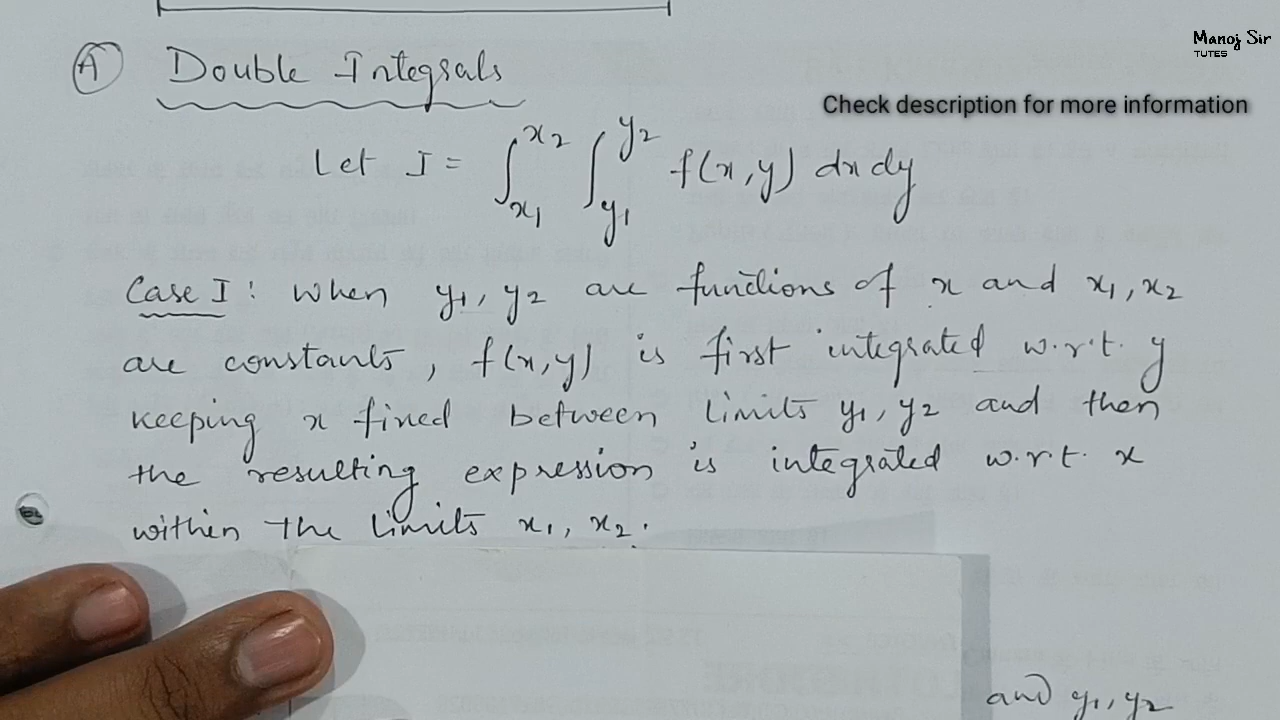 Manoj Sir
TUTES
Ⓐ Double Integrals
Check description for more information
Let I = ∫_{x₁}^{x₂} ∫_{y₁}^{y₂} f(x,y) dx dy
Case I : When y₁, y₂ are functions of x and x₁, x₂
are constants, f(x,y) is first integrated w.r.t. y
keeping x fixed between limits y₁, y₂ and then
the resulting expression is integrated w.r.t. x
within the limits x₁, x₂.
and y₁, y₂